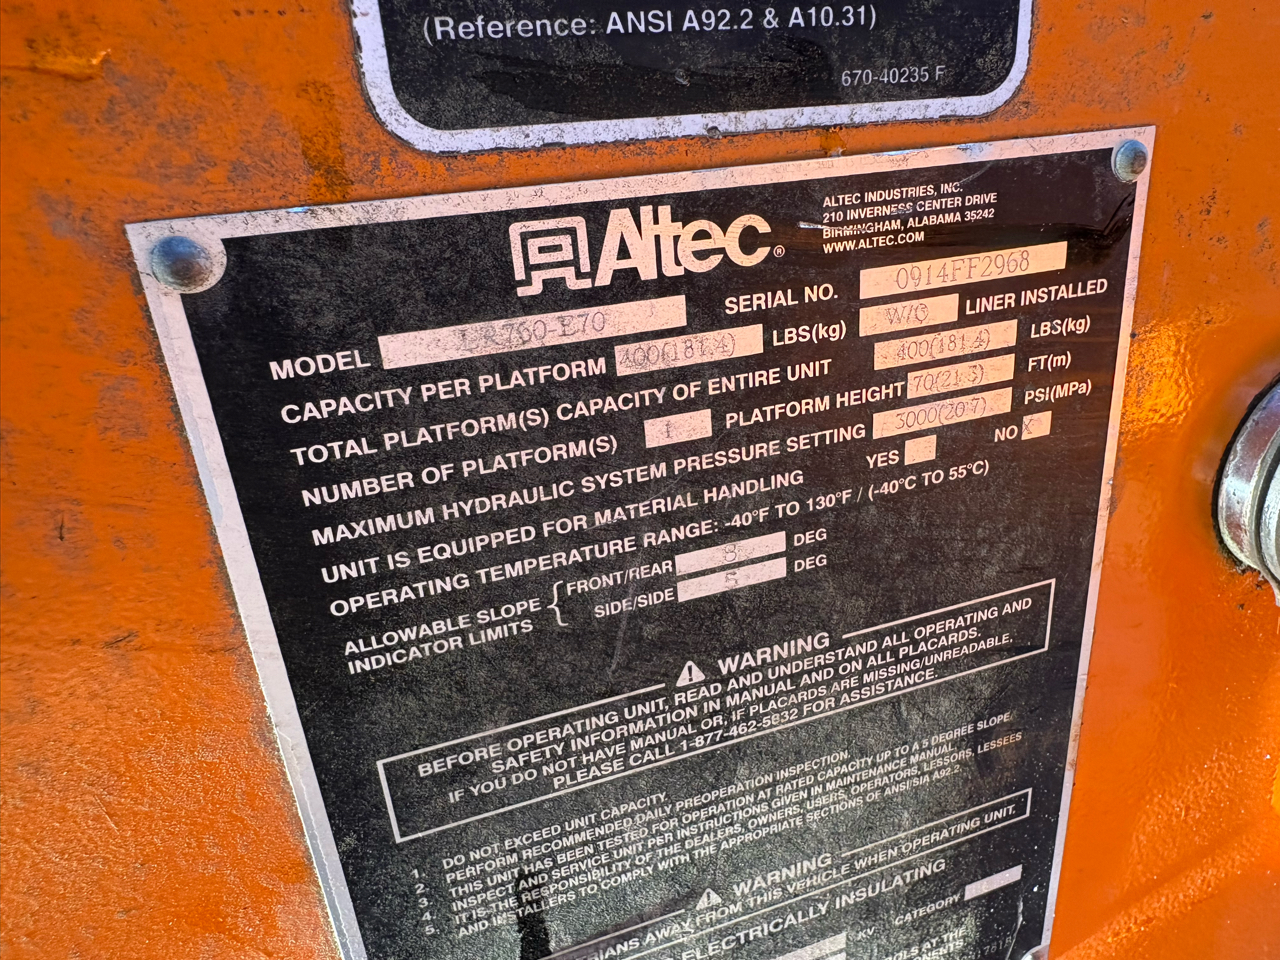 (Reference: ANSI A92.2 & A10.31)
670-40235 F
Altec®
ALTEC INDUSTRIES, INC.
210 INVERNESS CENTER DRIVE
BIRMINGHAM, ALABAMA 35242
WWW.ALTEC.COM
MODEL LR760-E70 SERIAL NO. 0914FF2968
CAPACITY PER PLATFORM 400(181.4) LBS(kg) W/O LINER INSTALLED
TOTAL PLATFORM(S) CAPACITY OF ENTIRE UNIT 400(181.4) LBS(kg)
NUMBER OF PLATFORM(S) 1 PLATFORM HEIGHT 70(21.3) FT(m)
MAXIMUM HYDRAULIC SYSTEM PRESSURE SETTING 3000(20.7) PSI(MPa)
UNIT IS EQUIPPED FOR MATERIAL HANDLING YES NO X
OPERATING TEMPERATURE RANGE: -40°F TO 130°F / (-40°C TO 55°C)
ALLOWABLE SLOPE INDICATOR LIMITS { FRONT/REAR 8 DEG
SIDE/SIDE 5 DEG
WARNING
BEFORE OPERATING UNIT, READ AND UNDERSTAND ALL OPERATING AND
SAFETY INFORMATION IN MANUAL AND ON ALL PLACARDS.
IF YOU DO NOT HAVE MANUAL OR, IF PLACARDS ARE MISSING/UNREADABLE,
PLEASE CALL 1-877-462-5832 FOR ASSISTANCE.
1. DO NOT EXCEED UNIT CAPACITY.
2. PERFORM RECOMMENDED DAILY PREOPERATION INSPECTION.
3. THIS UNIT HAS BEEN TESTED FOR OPERATION AT RATED CAPACITY UP TO A 5 DEGREE SLOPE.
4. INSPECT AND SERVICE UNIT PER INSTRUCTIONS GIVEN IN MAINTENANCE MANUAL.
5. IT IS THE RESPONSIBILITY OF THE DEALERS, OWNERS, USERS, OPERATORS, LESSORS, LESSEES
AND INSTALLERS TO COMPLY WITH THE APPROPRIATE SECTIONS OF ANSI/SIA A92.2.
WARNING
AWAY FROM THIS VEHICLE WHEN OPERATING UNIT.
ELECTRICALLY INSULATING
KV CATEGORY
AT THE